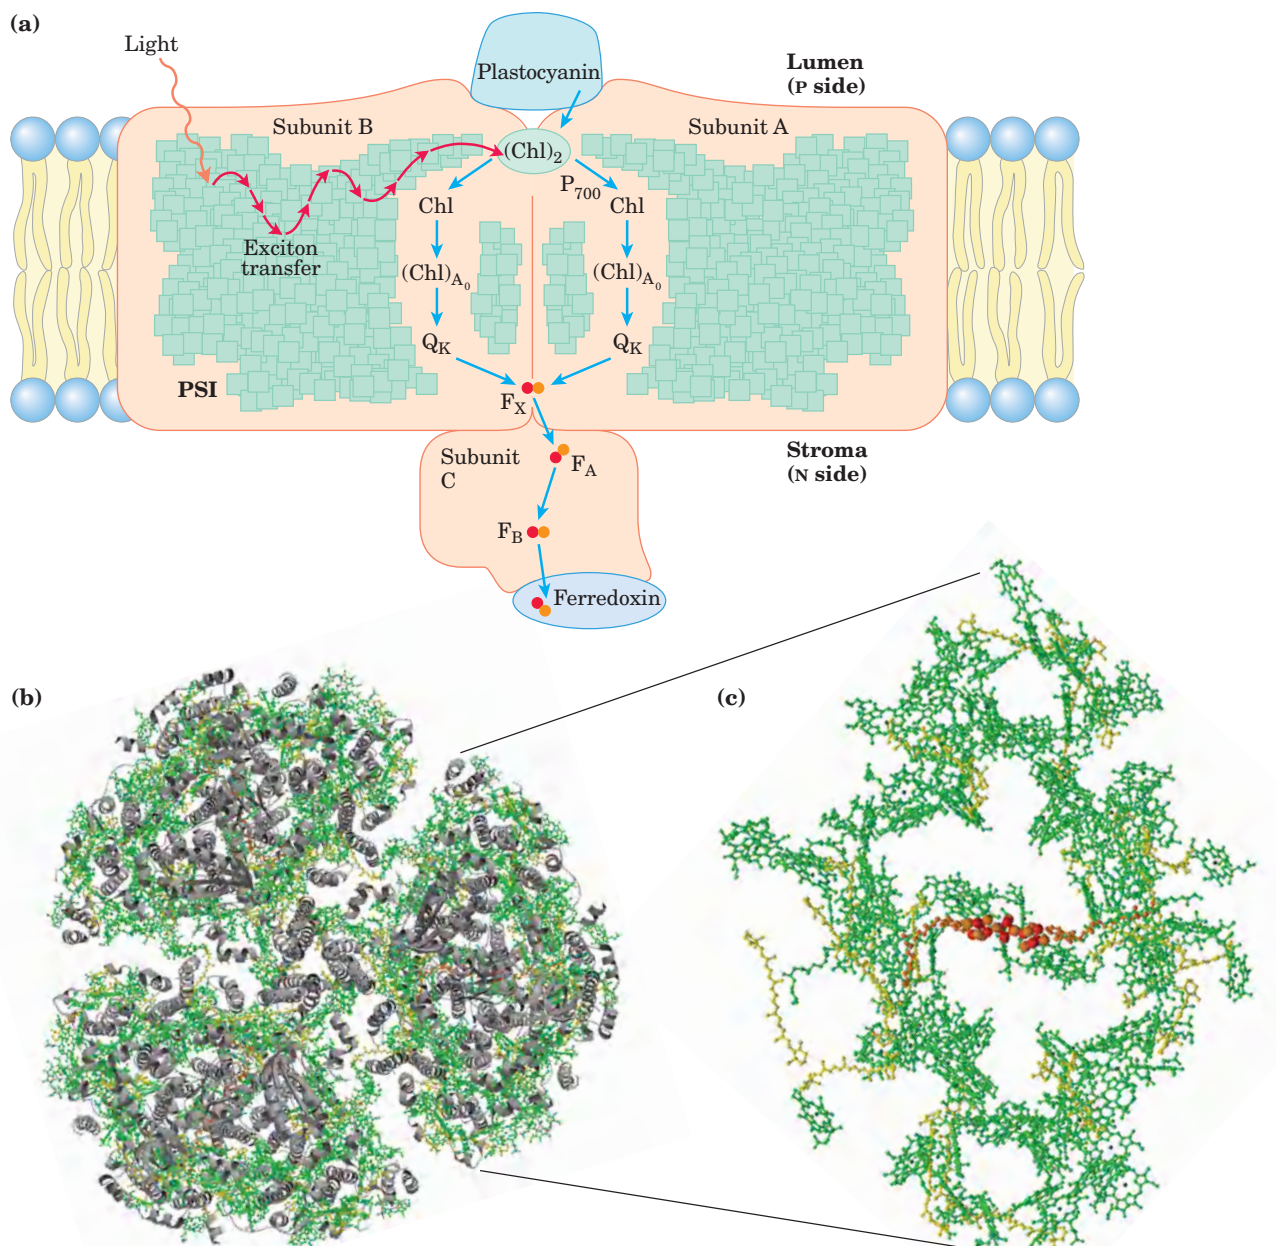 (a)
Light
Plastocyanin
Lumen
(P side)
Subunit B
Subunit A
(Chl)2
P700
Chl
Chl
Exciton
transfer
(Chl)A0
(Chl)A0
QK
QK
PSI
FX
Stroma
(N side)
Subunit
C
FA
FB
Ferredoxin
(b)
(c)